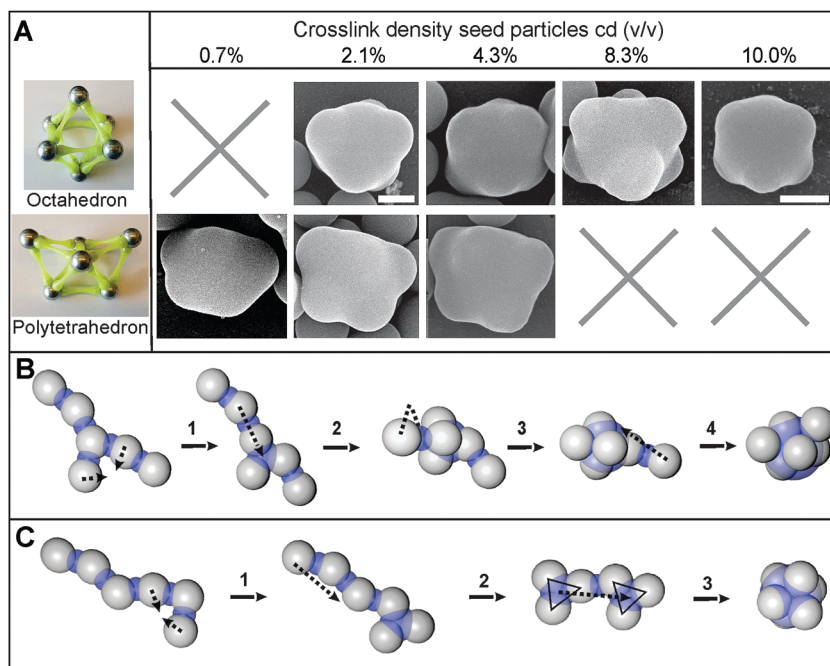 A
Crosslink density seed particles cd (v/v)
0.7% 2.1% 4.3% 8.3% 10.0%
Octahedron
Polytetrahedron
B
1 2 3 4
C
1 2 3